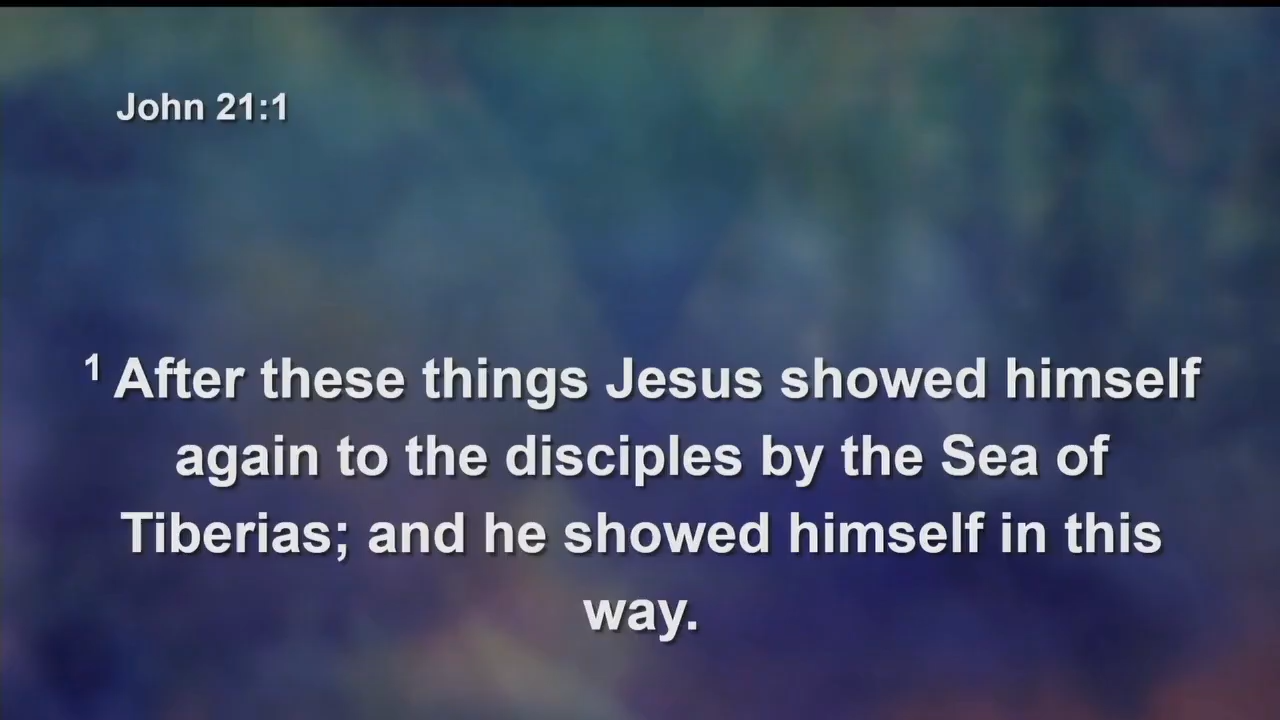 John 21:1
1 After these things Jesus showed himself
again to the disciples by the Sea of
Tiberias; and he showed himself in this
way.